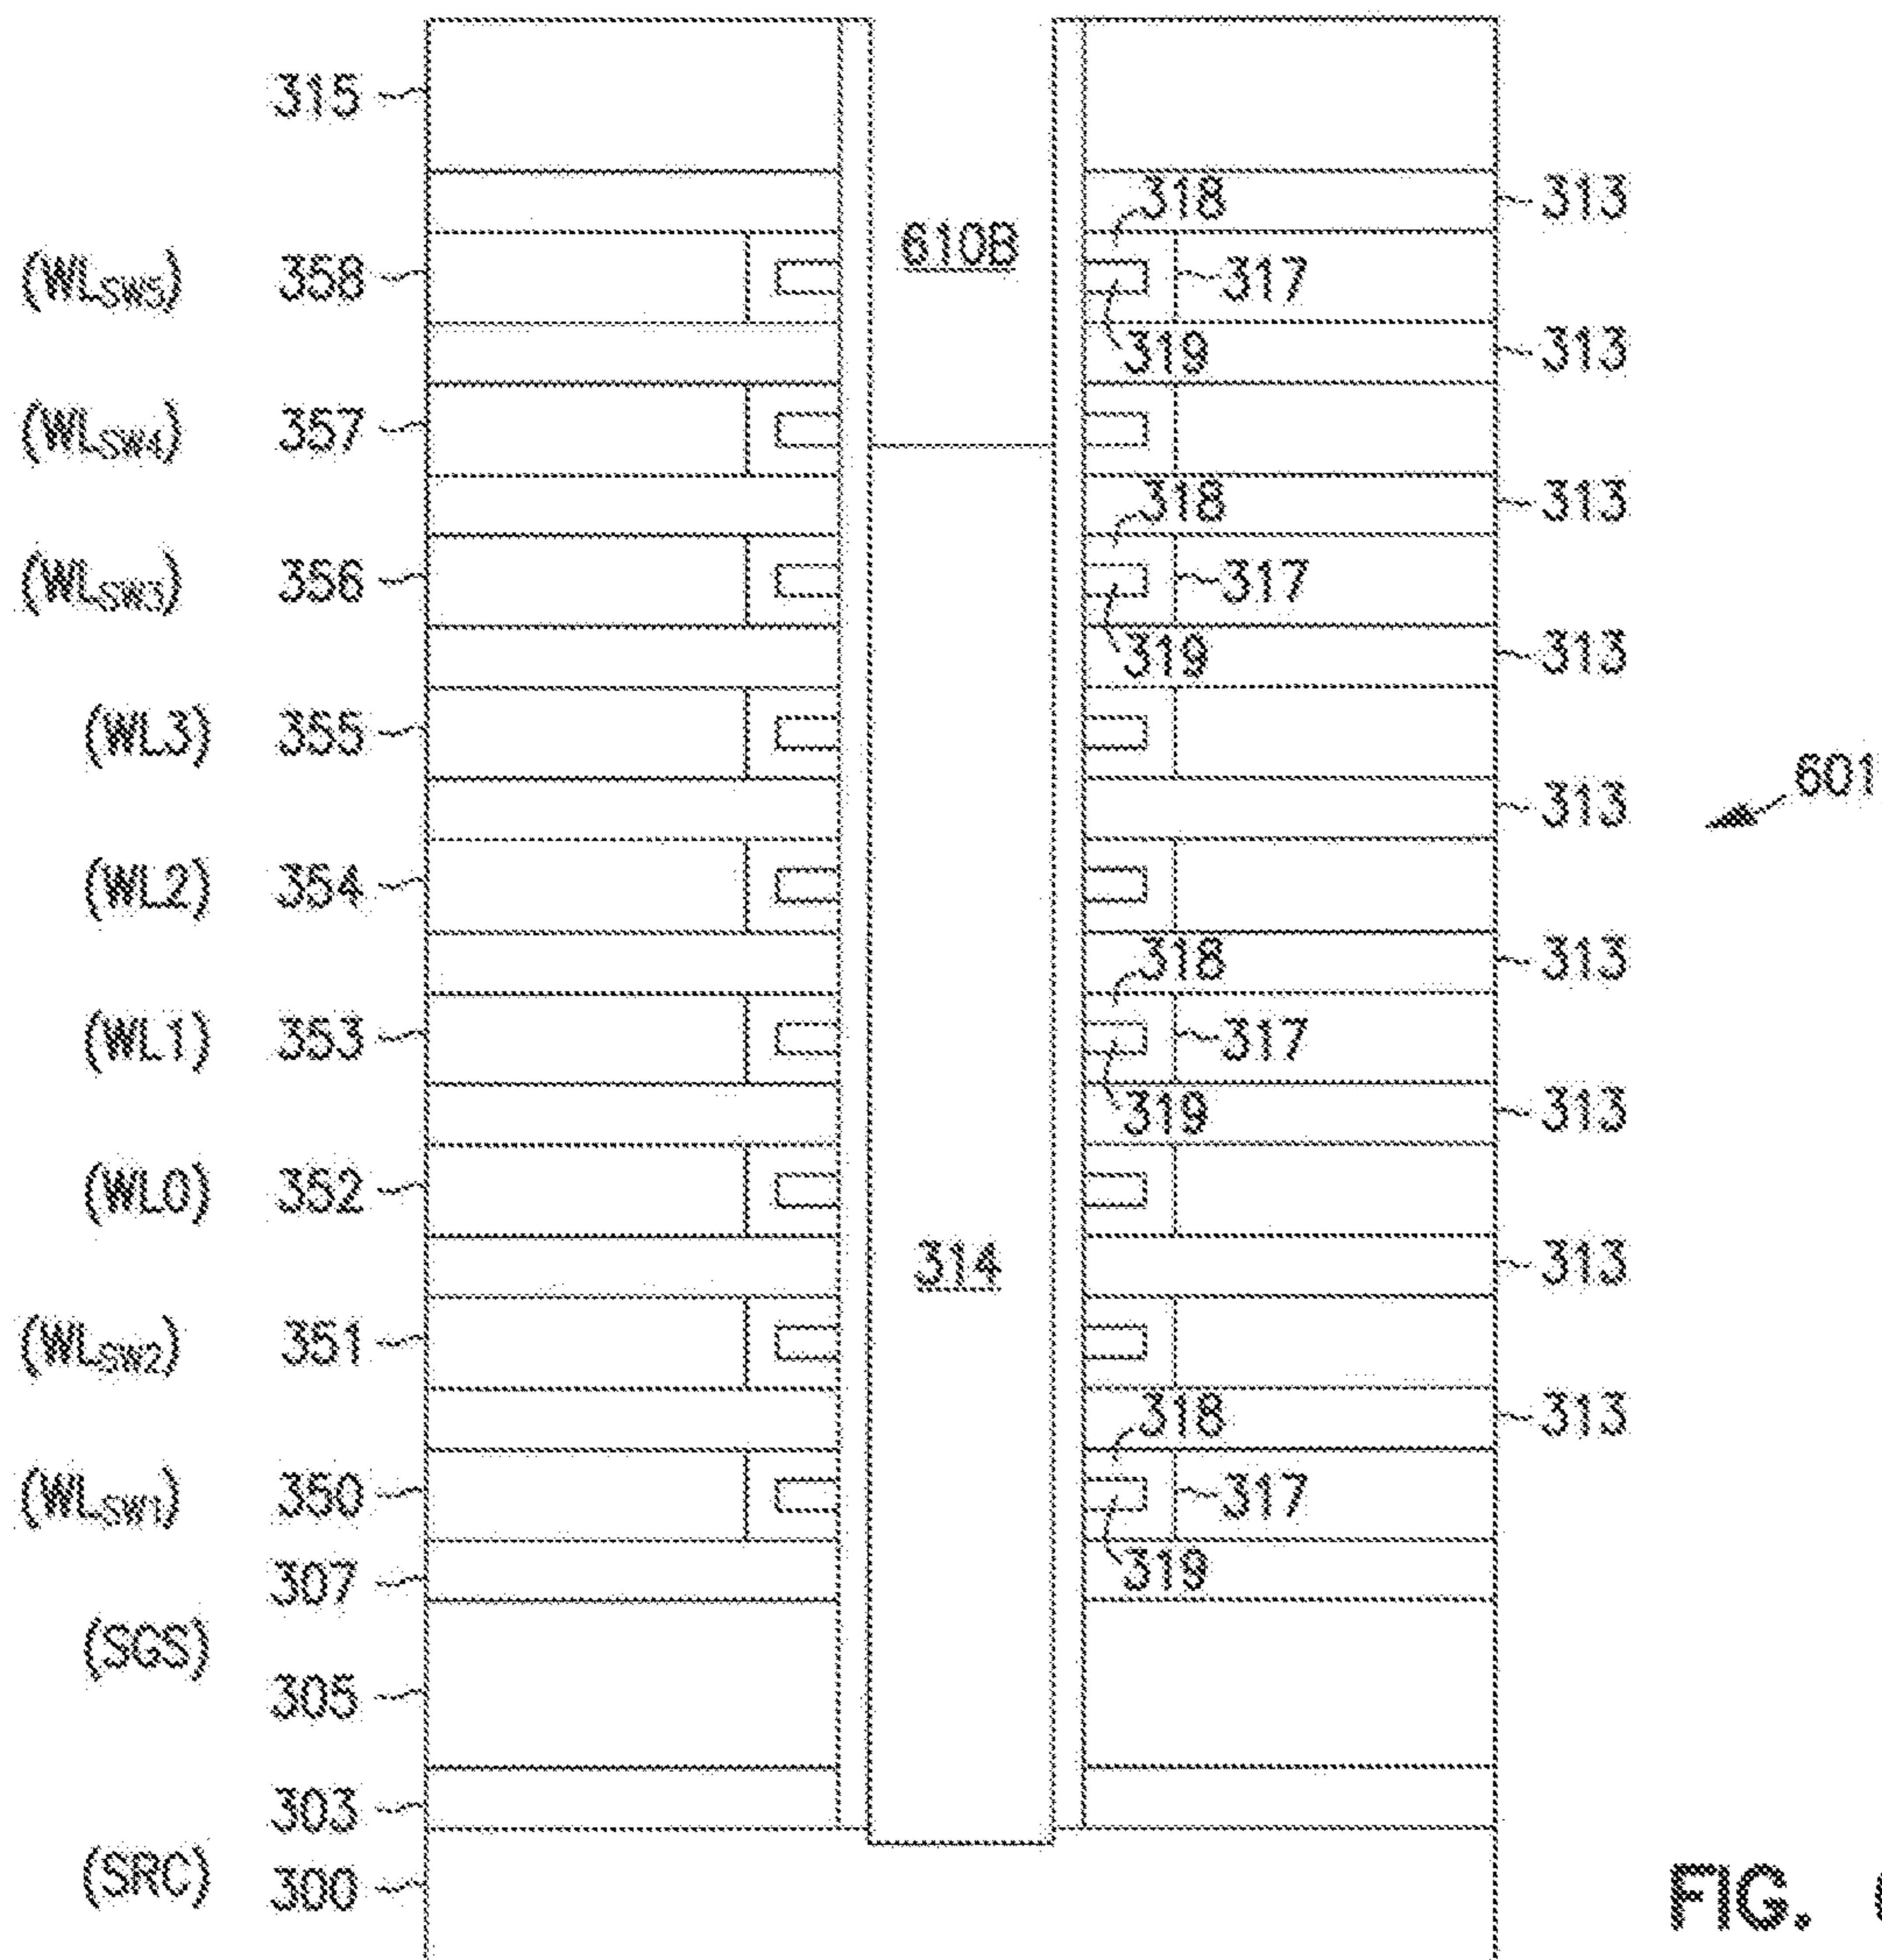 315
318 313
(WLSW5) 358 610B 317
319 313
(WLSW4) 357
318 313
(WLSW3) 356 317
319 313
(WL3) 355
313 601
(WL2) 354
318 313
(WL1) 353 317
319 313
(WL0) 352
314 313
(WLSW2) 351
318 313
(WLSW1) 350 317
307 319
(SGS)
305
303
(SRC) 300
FIG.